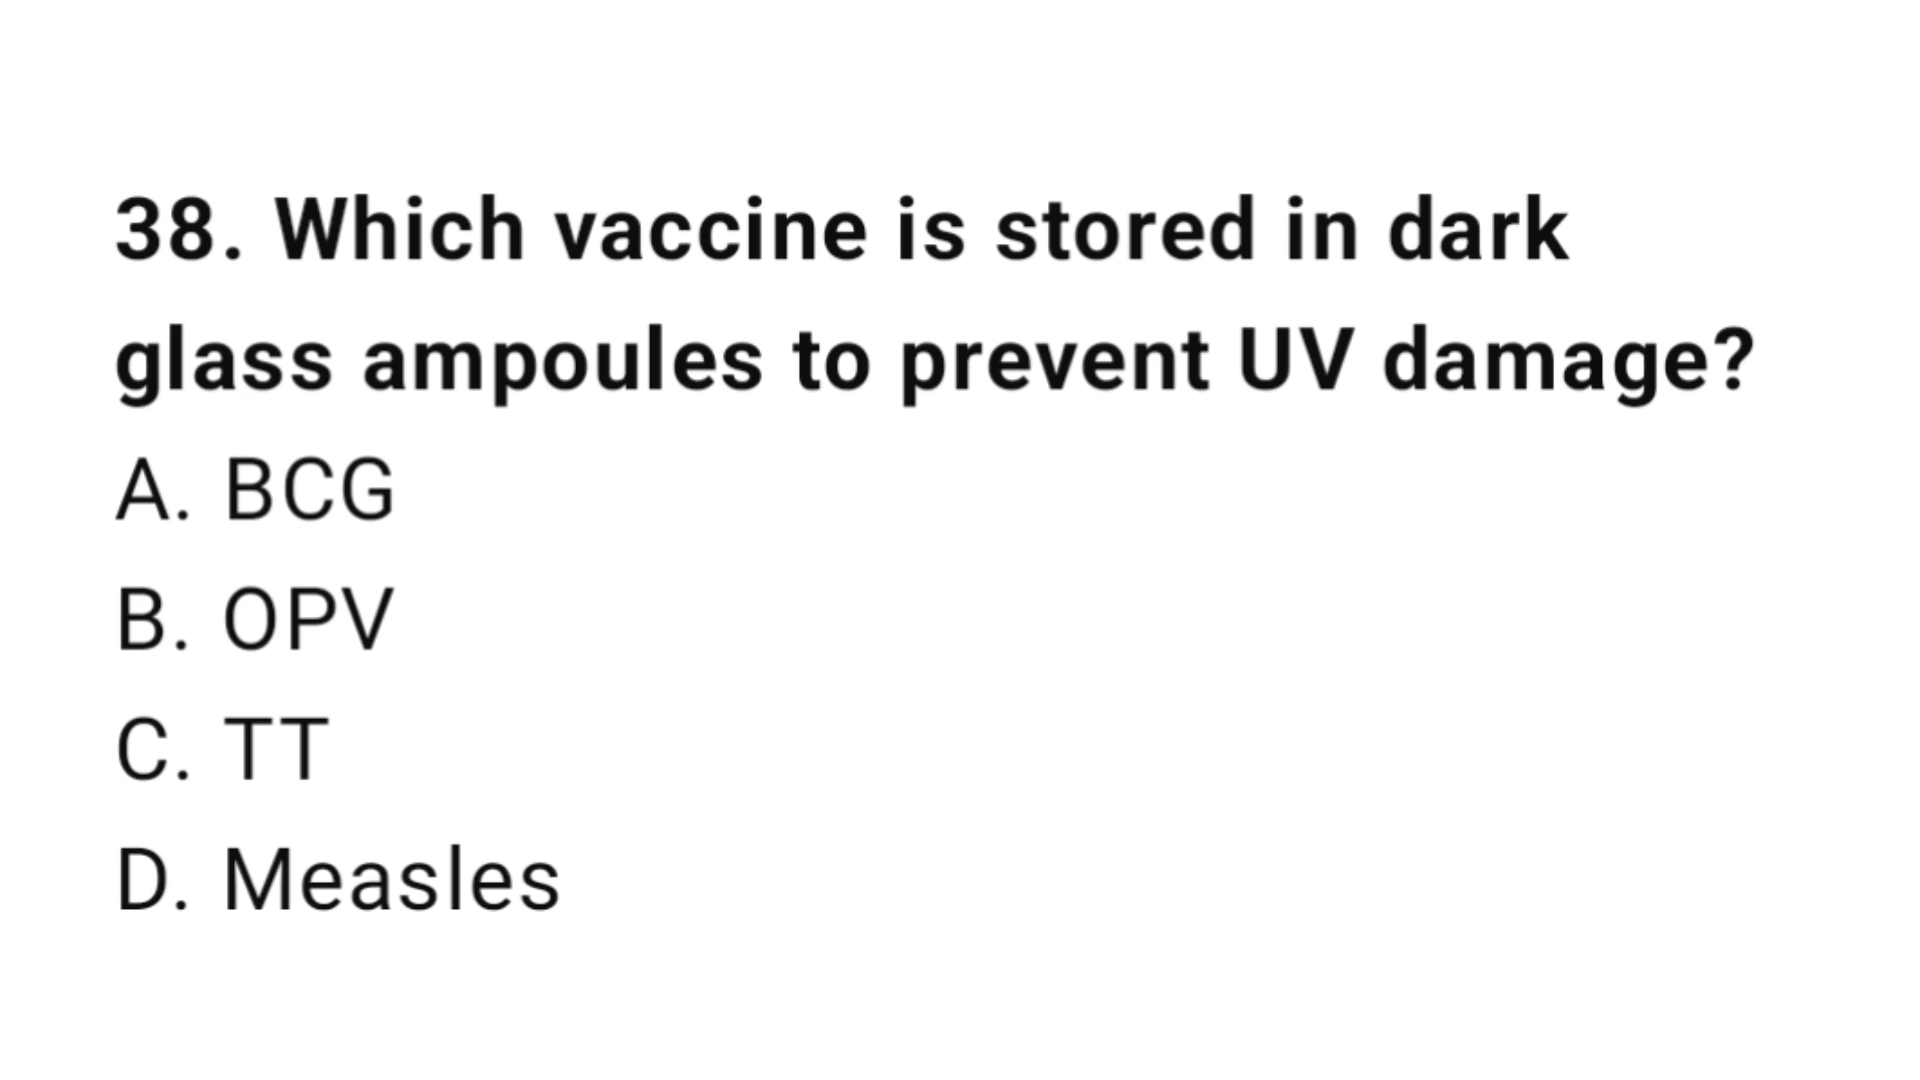 38. Which vaccine is stored in dark
glass ampoules to prevent UV damage?
A. BCG
B. OPV
C. TT
D. Measles